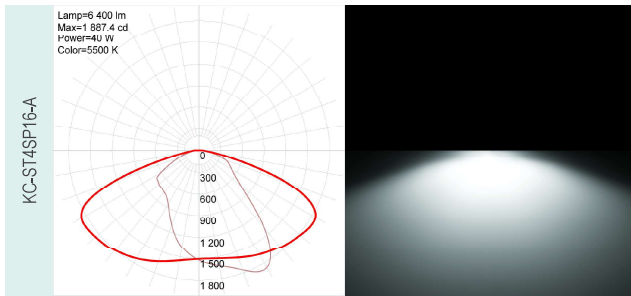 KC-ST4SP16-A
Lamp=6 400 lm
Max=1 887.4 cd
Power=40 W
Color=5500 K
0
300
600
900
1 200
1 500
1 800